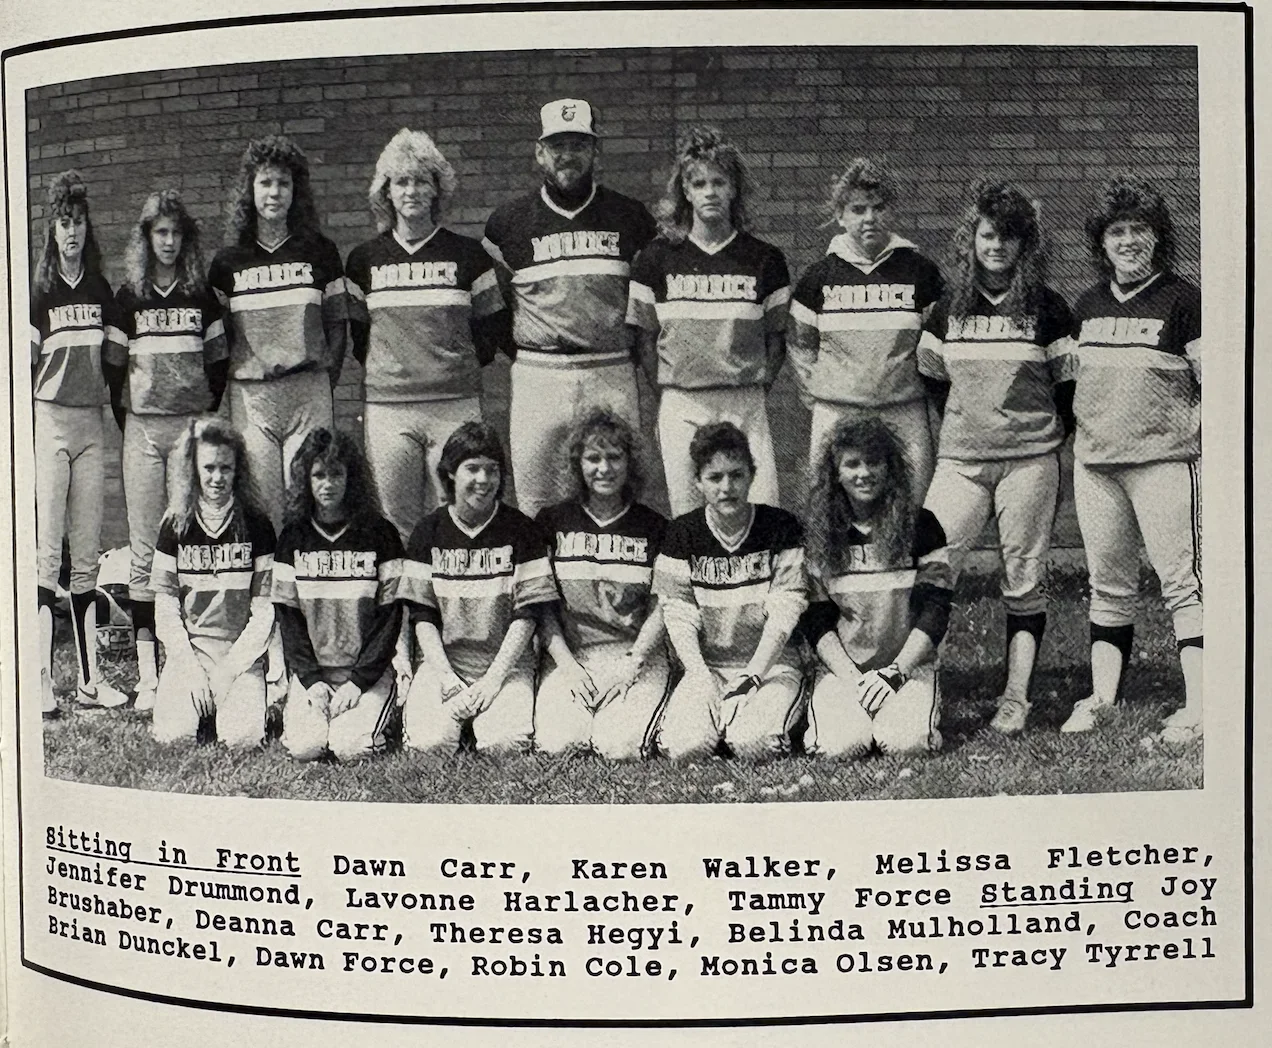 MORRICE
MORRICE
MORRICE
MORRICE
MORRICE
MORRICE
MORRICE
MORRICE
MORRICE
MORRICE
MORRICE
MORRICE
MORRICE
MORRICE
Sitting in Front Dawn Carr, Karen Walker, Melissa Fletcher,
Jennifer Drummond, Lavonne Harlacher, Tammy Force Standing Joy
Brushaber, Deanna Carr, Theresa Hegyi, Belinda Mulholland, Coach
Brian Dunckel, Dawn Force, Robin Cole, Monica Olsen, Tracy Tyrrell